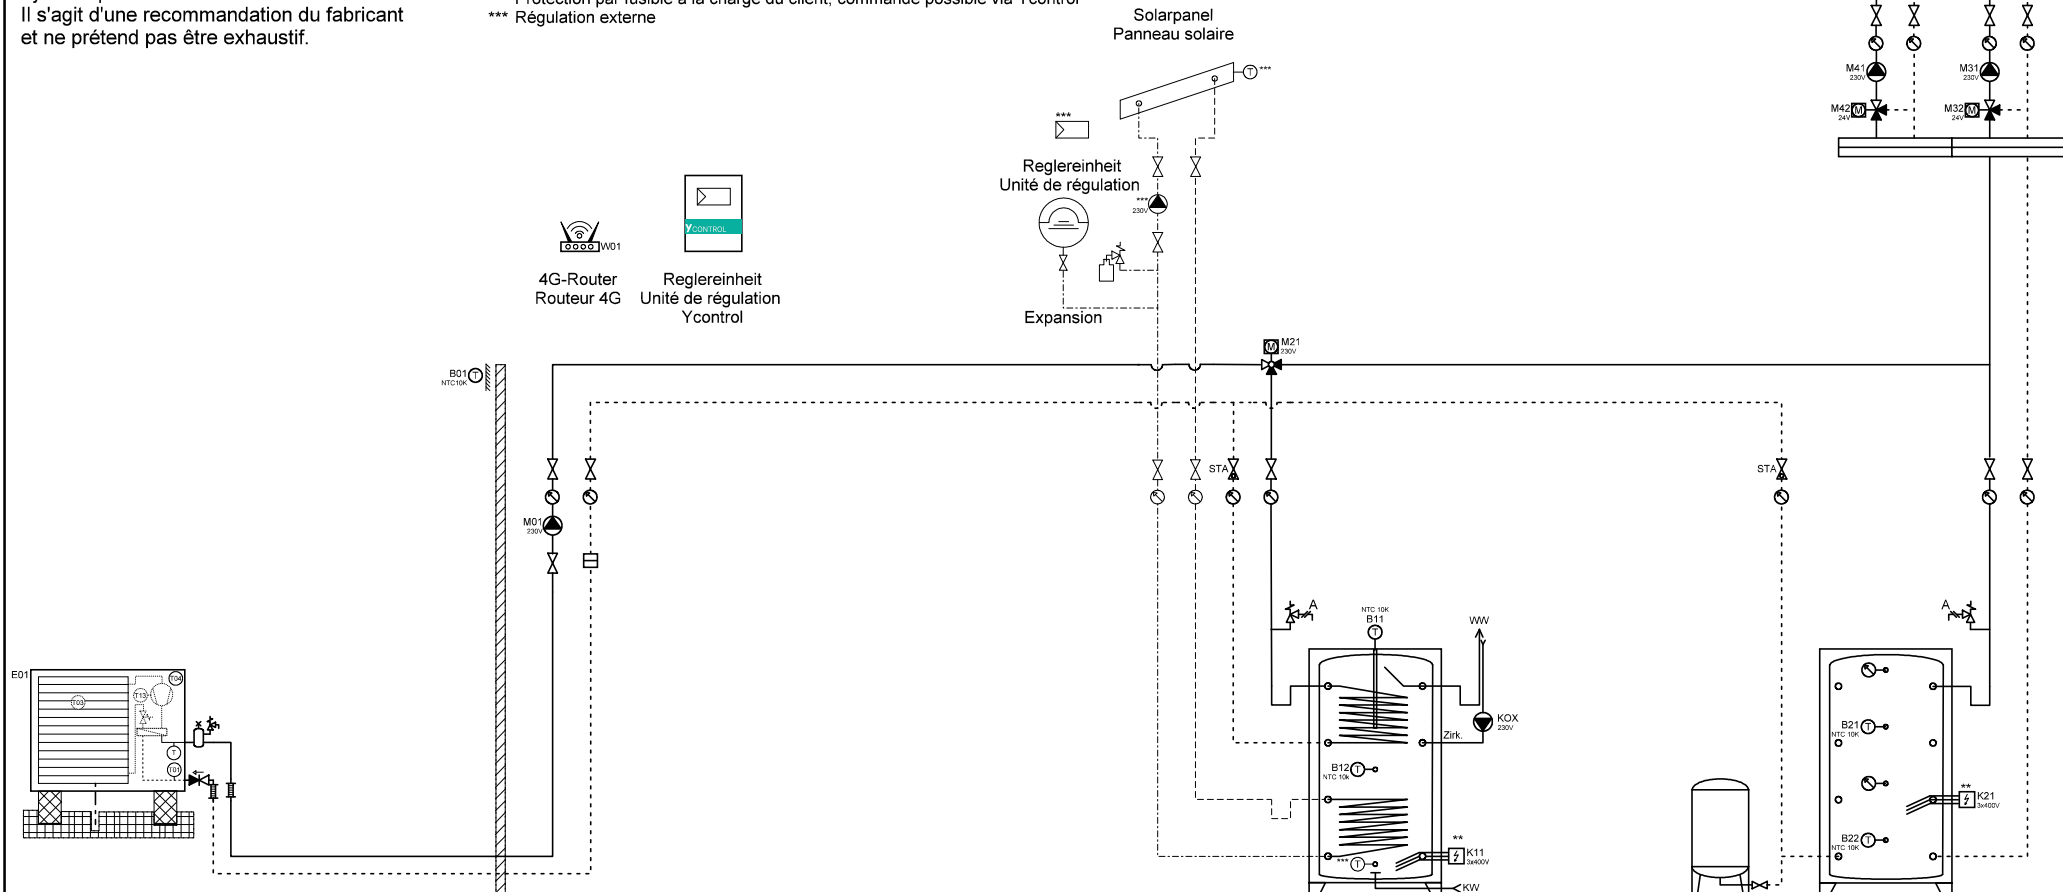 Il s'agit d'une recommandation du fabricant
et ne prétend pas être exhaustif.
*** Régulation externe
Solarpanel
Panneau solaire
***
***
Reglereinheit
Unité de régulation
***
230V
Expansion
W01
4G-Router
Routeur 4G
YCONTROL
Reglereinheit
Unité de régulation
Ycontrol
M41
230V
M42
M
24V
M31
230V
M32
M
24V
B01
NTC10K
T
M
M21
230V
STA
STA
M01
230V
A
A
NTC 10K
B11
T
WW
KOX
230V
Zirk.
B12
NTC 10k
T
**
K11
3x400V
***
T
KW
B21
NTC 10K
T
**
K21
3x400V
B22
NTC 10K
T
E01
T04
T13
T03
T
T01